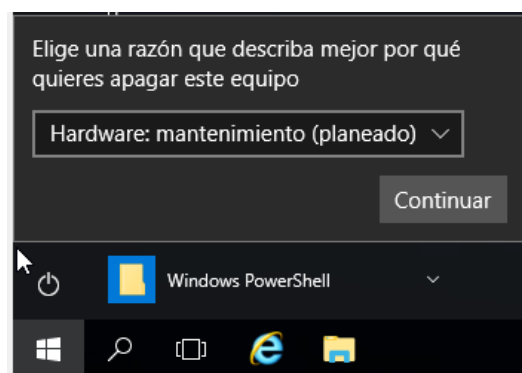 Elige una razón que describa mejor por qué
quieres apagar este equipo
Hardware: mantenimiento (planeado)
Continuar
Windows PowerShell